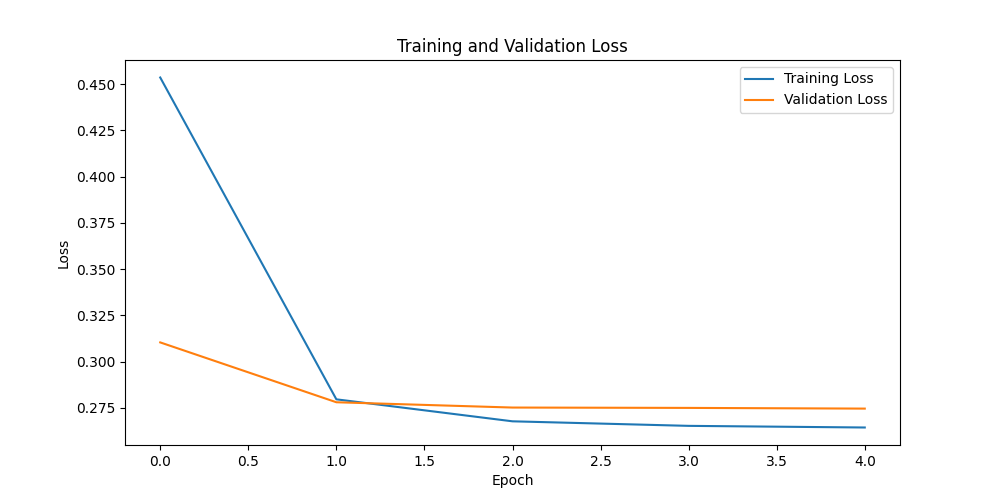 Training and Validation Loss
Training Loss
Validation Loss
0.450
0.425
0.400
0.375
0.350
0.325
0.300
0.275
Loss
0.0 0.5 1.0 1.5 2.0 2.5 3.0 3.5 4.0
Epoch